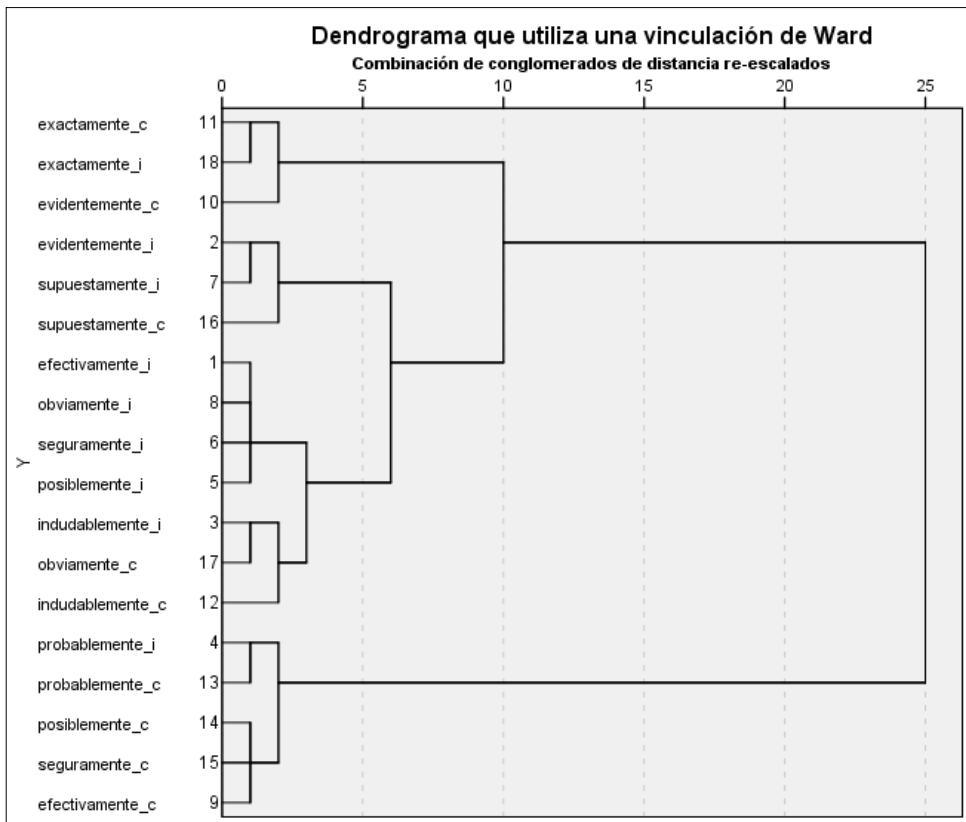 Dendrograma que utiliza una vinculación de Ward
Combinación de conglomerados de distancia re-escalados
0 5 10 15 20 25
exactamente_c 11
exactamente_i 18
evidentemente_c 10
evidentemente_i 2
supuestamente_i 7
supuestamente_c 16
efectivamente_i 1
obviamente_i 8
seguramente_i 6
posiblemente_i 5
indudablemente_i 3
obviamente_c 17
indudablemente_c 12
probablemente_i 4
probablemente_c 13
posiblemente_c 14
seguramente_c 15
efectivamente_c 9
Y